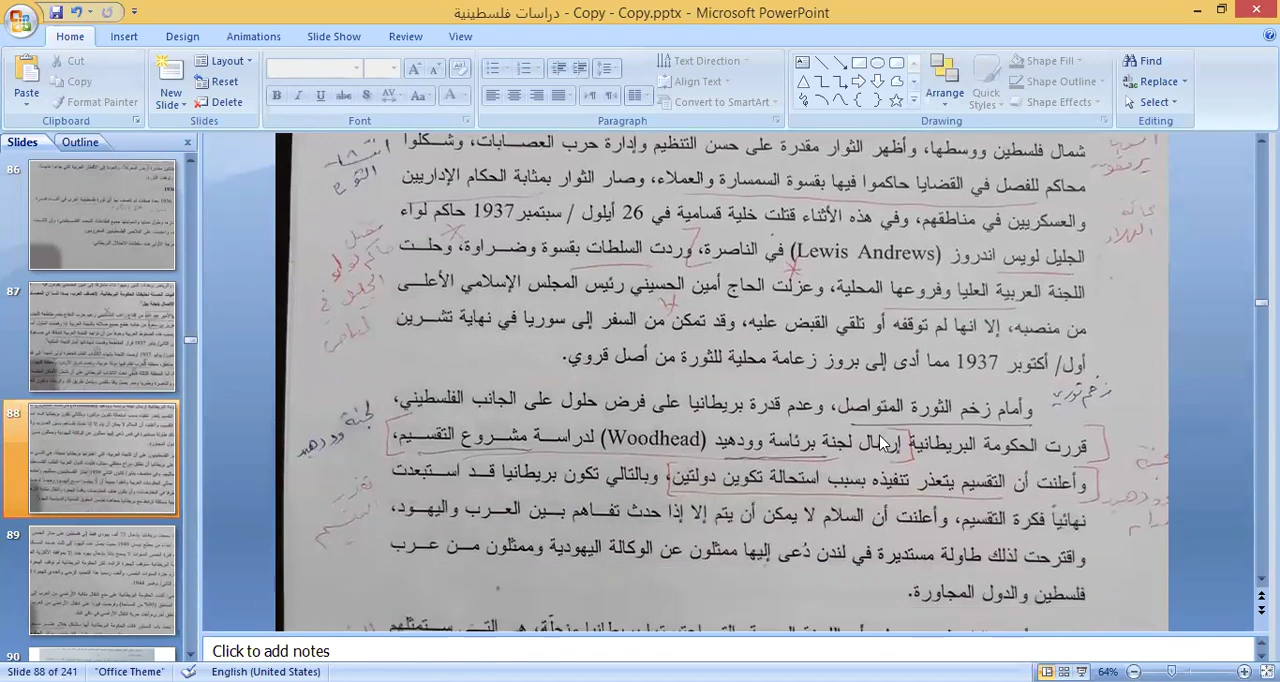 دراسات فلسطينية - Copy - Copy.pptx - Microsoft PowerPoint
Home Insert Design Animations Slide Show Review View
Paste
Cut
Copy
Format Painter
Clipboard
New Slide
Layout
Reset
Delete
Slides
B I U abc S AV Aa A
Font
Paragraph
Text Direction
Align Text
Convert to SmartArt
Arrange
Quick Styles
Shape Fill
Shape Outline
Shape Effects
Drawing
Find
Replace
Select
Editing
Slides Outline
86
87
88
89
90
شمال فلسطين ووسطها، وأظهر الثوار مقدرة على حسن التنظيم وإدارة حرب العصابات، وشكلوا
محاكم للفصل في القضايا حاكموا فيها بقسوة السمسارة والعملاء، وصار الثوار بمثابة الحكام الإداريين
والعسكريين في مناطقهم، وفي هذه الأثناء قتلت خلية قسامية في 26 أيلول / سبتمبر 1937 حاكم لواء
الجليل لويس اندروز (Lewis Andrews) في الناصرة، وردت السلطات بقسوة وضراوة، وحلت
اللجنة العربية العليا وفروعها المحلية، وعزلت الحاج أمين الحسيني رئيس المجلس الإسلامي الأعلى
من منصبه، إلا انها لم توقفه أو تلقي القبض عليه، وقد تمكن من السفر إلى سوريا في نهاية تشرين
أول/ أكتوبر 1937 مما أدى إلى بروز زعامة محلية للثورة من أصل قروي.
وأمام زخم الثورة المتواصل، وعدم قدرة بريطانيا على فرض حلول على الجانب الفلسطيني،
قررت الحكومة البريطانية إرسال لجنة برئاسة وودهيد (Woodhead) لدراسة مشروع التقسيم،
وأعلنت أن التقسيم يتعذر تنفيذه بسبب استحالة تكوين دولتين، وبالتالي تكون بريطانيا قد استبعدت
نهائياً فكرة التقسيم، وأعلنت أن السلام لا يمكن أن يتم إلا إذا حدث تفاهم بين العرب واليهود،
واقترحت لذلك طاولة مستديرة في لندن دُعى إليها ممثلون عن الوكالة اليهودية وممثلون من عرب
فلسطين والدول المجاورة.
لجنة وودهيد
Click to add notes
Slide 88 of 241 "Office Theme" English (United States) 64%